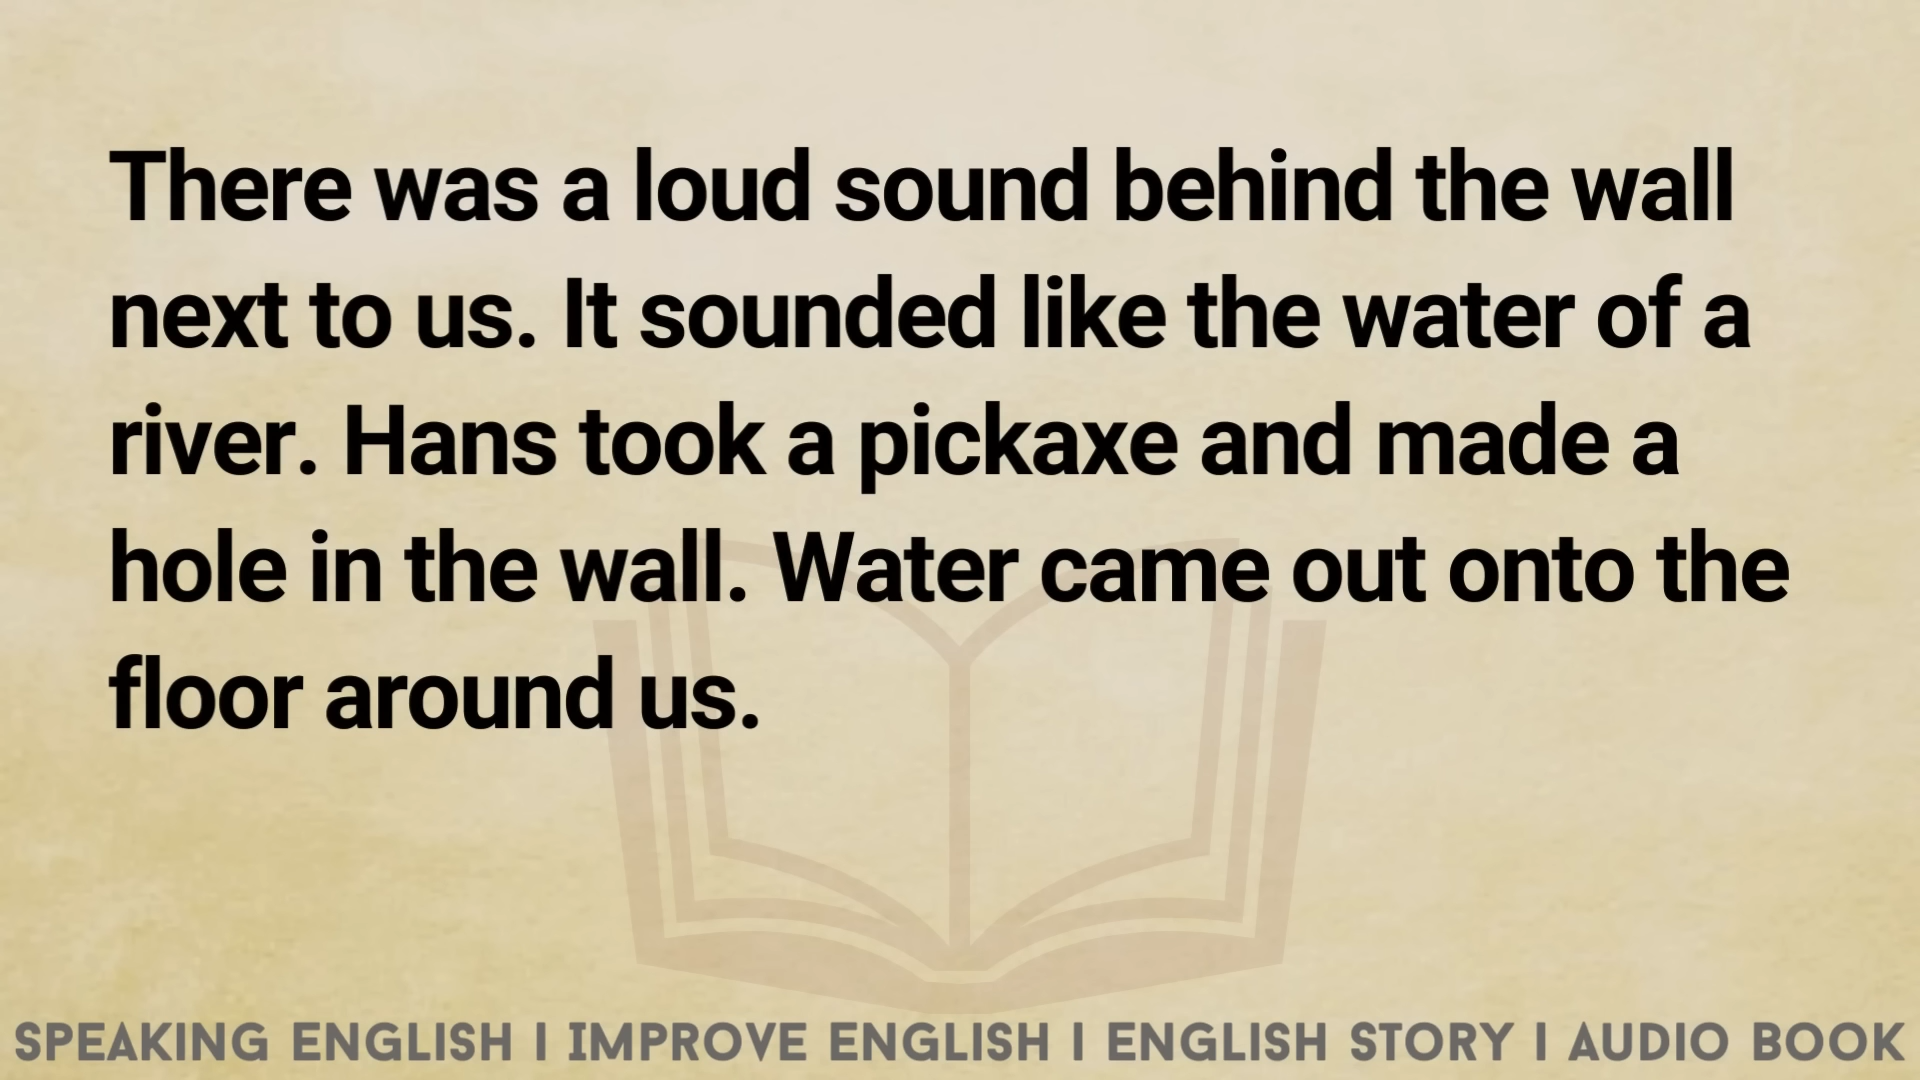 There was a loud sound behind the wall
next to us. It sounded like the water of a
river. Hans took a pickaxe and made a
hole in the wall. Water came out onto the
floor around us.
SPEAKING ENGLISH I IMPROVE ENGLISH I ENGLISH STORY I AUDIO BOOK